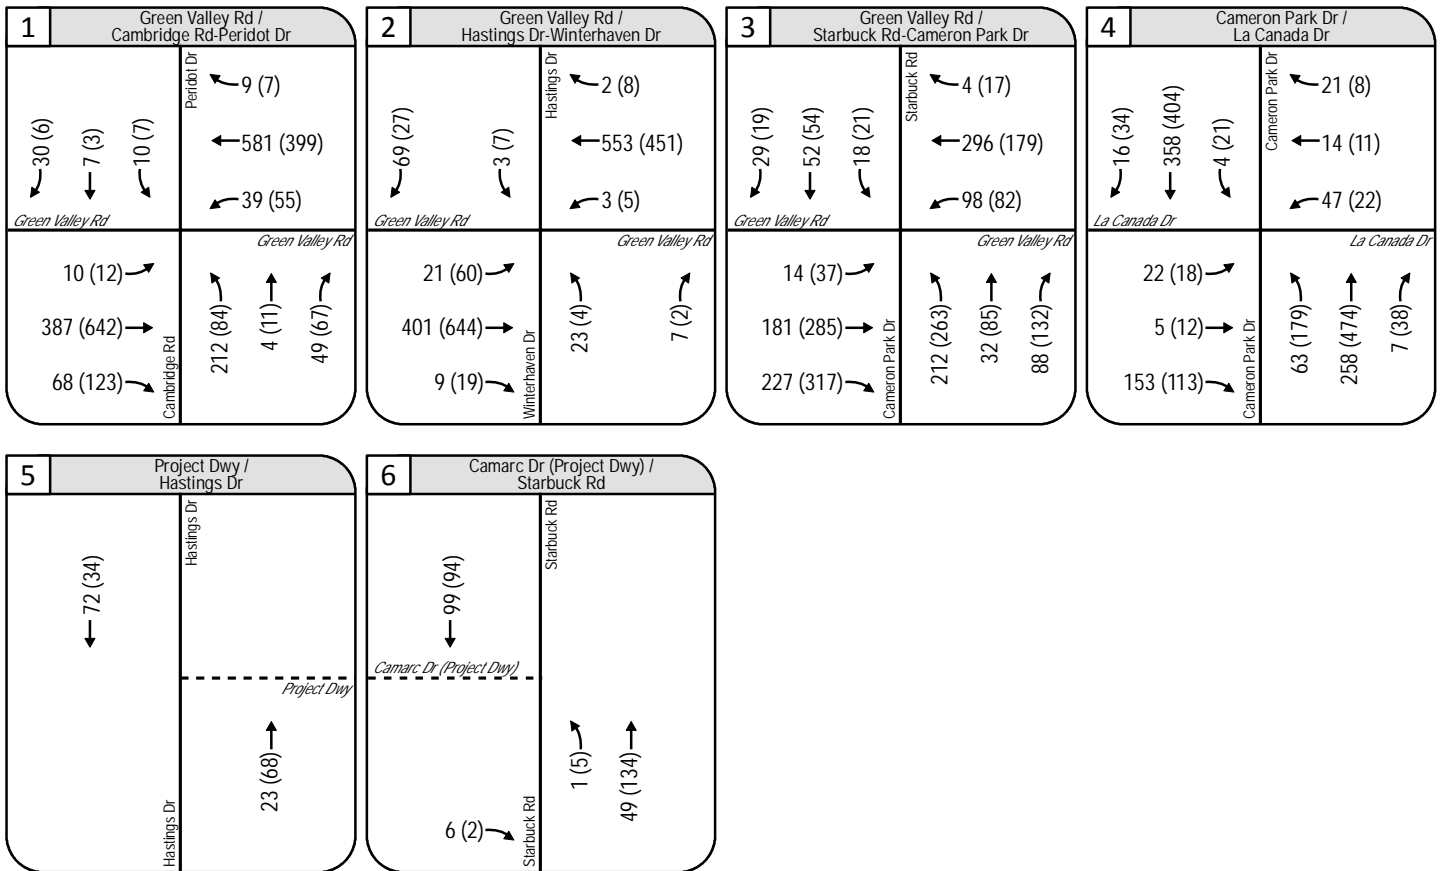 1
Green Valley Rd /
Cambridge Rd-Peridot Dr
Peridot Dr
9 (7)
581 (399)
39 (55)
30 (6)
7 (3)
10 (7)
Green Valley Rd
Green Valley Rd
10 (12)
387 (642)
68 (123)
Cambridge Rd
212 (84)
4 (11)
49 (67)
2
Green Valley Rd /
Hastings Dr-Winterhaven Dr
Hastings Dr
2 (8)
553 (451)
3 (5)
69 (27)
3 (7)
Green Valley Rd
Green Valley Rd
21 (60)
401 (644)
9 (19)
Winterhaven Dr
23 (4)
7 (2)
3
Green Valley Rd /
Starbuck Rd-Cameron Park Dr
Starbuck Rd
4 (17)
296 (179)
98 (82)
29 (19)
52 (54)
18 (21)
Green Valley Rd
Green Valley Rd
14 (37)
181 (285)
227 (317)
Cameron Park Dr
212 (263)
32 (85)
88 (132)
4
Cameron Park Dr /
La Canada Dr
Cameron Park Dr
21 (8)
14 (11)
47 (22)
16 (34)
358 (404)
4 (21)
La Canada Dr
La Canada Dr
22 (18)
5 (12)
153 (113)
Cameron Park Dr
63 (179)
258 (474)
7 (38)
5
Project Dwy /
Hastings Dr
Hastings Dr
72 (34)
Project Dwy
23 (68)
Hastings Dr
6
Camarc Dr (Project Dwy) /
Starbuck Rd
Starbuck Rd
99 (94)
Camarc Dr (Project Dwy)
1 (5)
49 (134)
6 (2)
Starbuck Rd